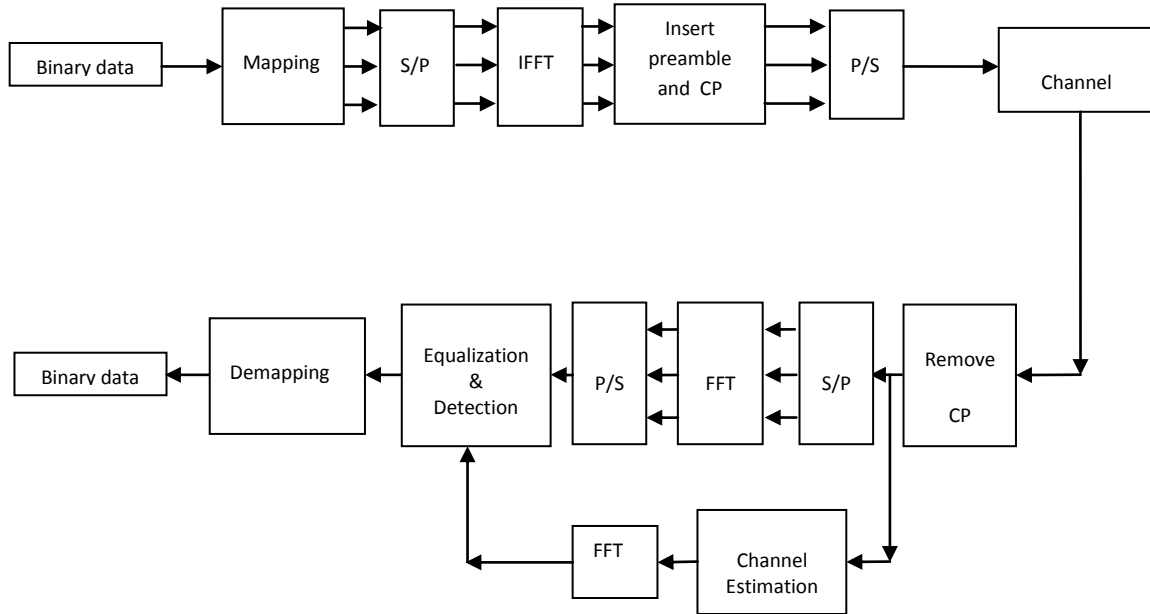 Binary data
Mapping
S/P
IFFT
Insert
preamble
and CP
P/S
Channel
Binary data
Demapping
Equalization
&
Detection
P/S
FFT
S/P
Remove
CP
FFT
Channel
Estimation